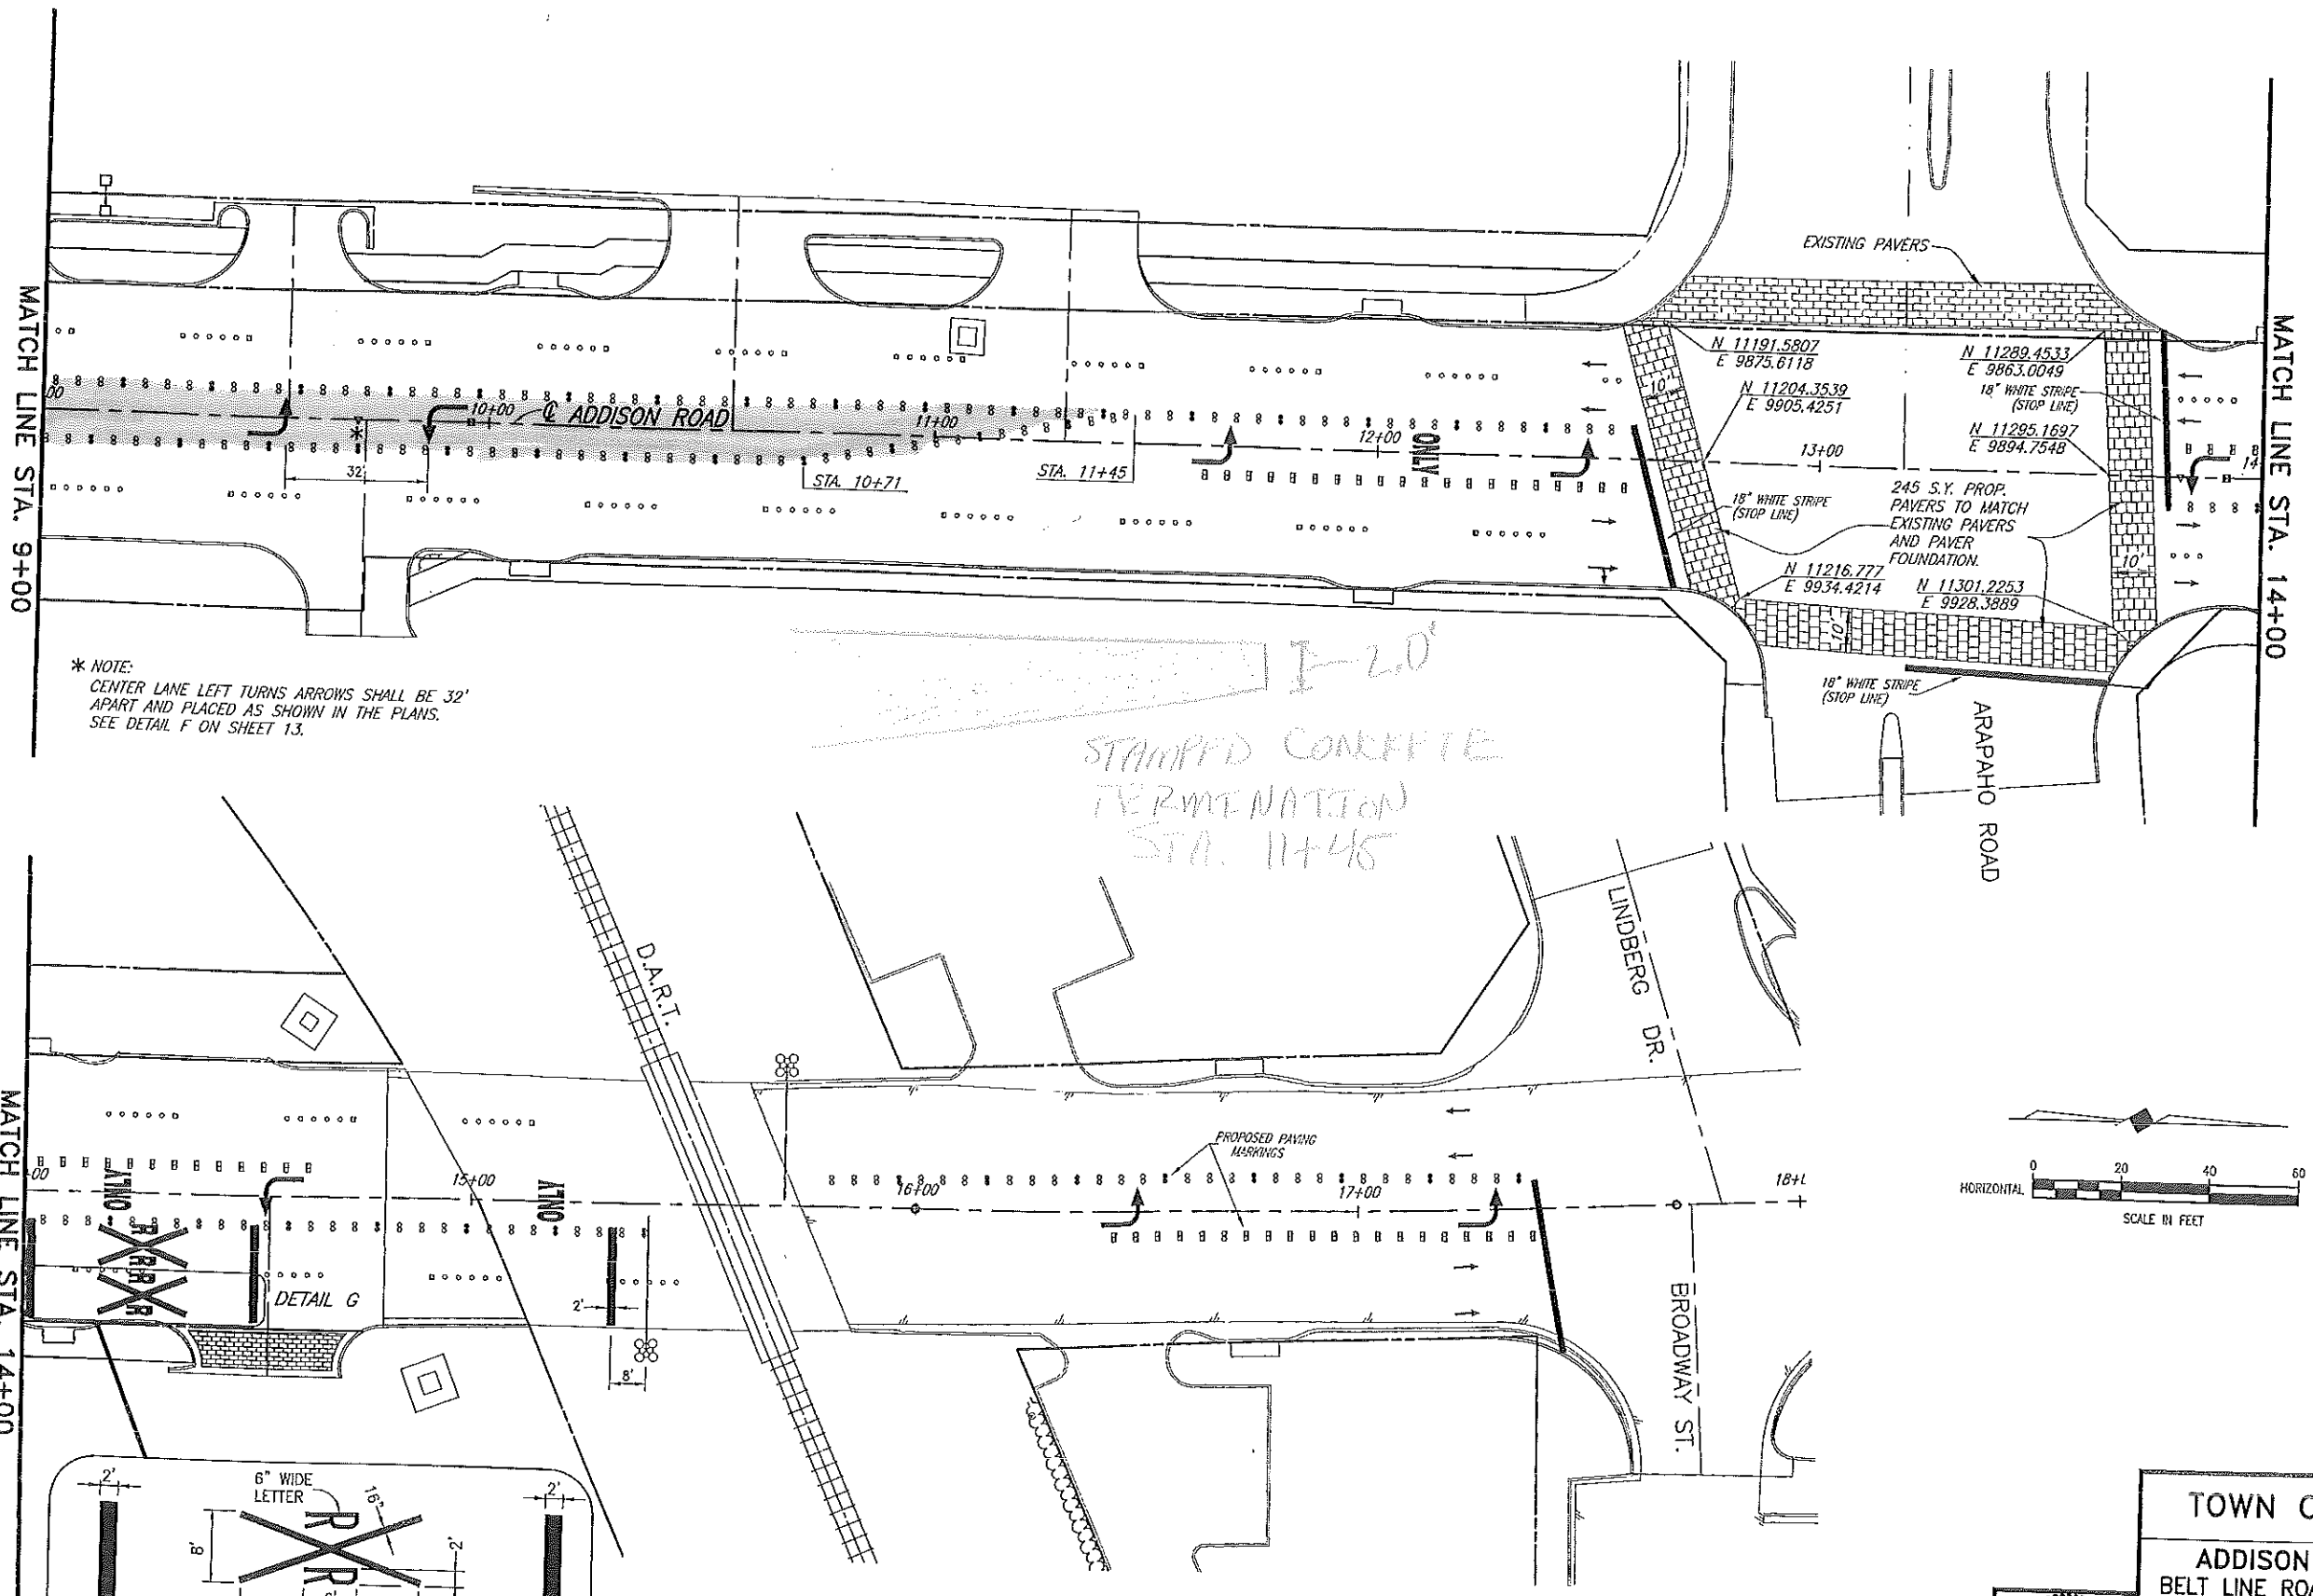 MATCH LINE STA. 9+00
EXISTING PAVERS
N 11191.5807
E 9875.6118
N 11289.4533
E 9863.0049
18" WHITE STRIPE
(STOP LINE)
N 11204.3539
E 9905.4251
N 11295.1697
E 9894.7548
MATCH LINE STA. 14+00
00
10+00
℄ ADDISON ROAD
11+00
12+00
ONLY
13+00
14
10'
32'
STA. 10+71
STA. 11+45
18" WHITE STRIPE
(STOP LINE)
245 S.Y. PROP.
PAVERS TO MATCH
EXISTING PAVERS
AND PAVER
FOUNDATION.
10'
N 11216.777
E 9934.4214
N 11301.2253
E 9928.3889
10'
18" WHITE STRIPE
(STOP LINE)
ARAPAHO ROAD
* NOTE:
CENTER LANE LEFT TURNS ARROWS SHALL BE 32'
APART AND PLACED AS SHOWN IN THE PLANS.
SEE DETAIL F ON SHEET 13.
2.0'
STAMPED CONCRETE
TERMINATION
STA. 11+45
MATCH LINE STA. 14+00
D.A.R.T.
LINDBERG DR.
PROPOSED PAVING
MARKINGS
00
ONLY
15+00
ONLY
16+00
17+00
18+
R R
R R
DETAIL G
2'
8'
BROADWAY ST.
0 20 40 60
HORIZONTAL
SCALE IN FEET
2'
6" WIDE
LETTER
16"
2'
8'
R
R
2'
TOWN
ADDISON
BELT LINE